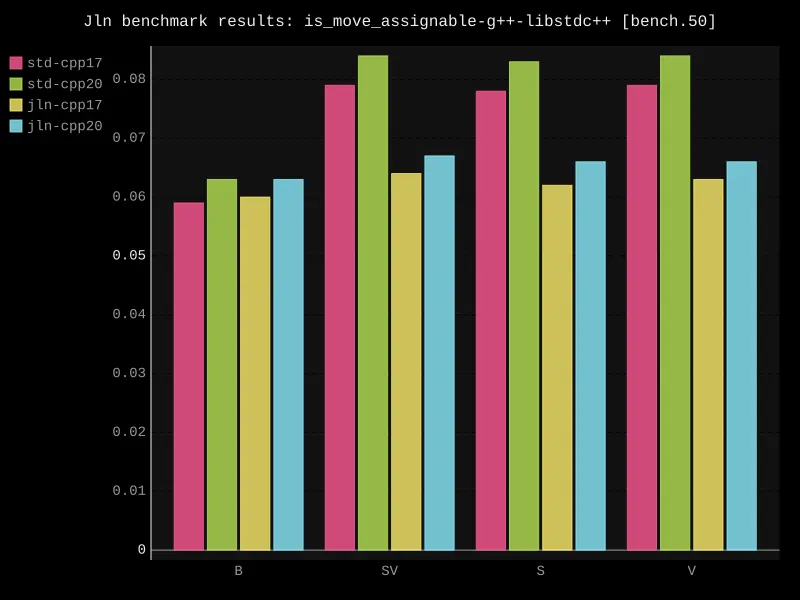 Jln benchmark results: is_move_assignable-g++-libstdc++ [bench.50]
std-cpp17
std-cpp20
jln-cpp17
jln-cpp20
0.08
0.07
0.06
0.05
0.04
0.03
0.02
0.01
0
B SV S V